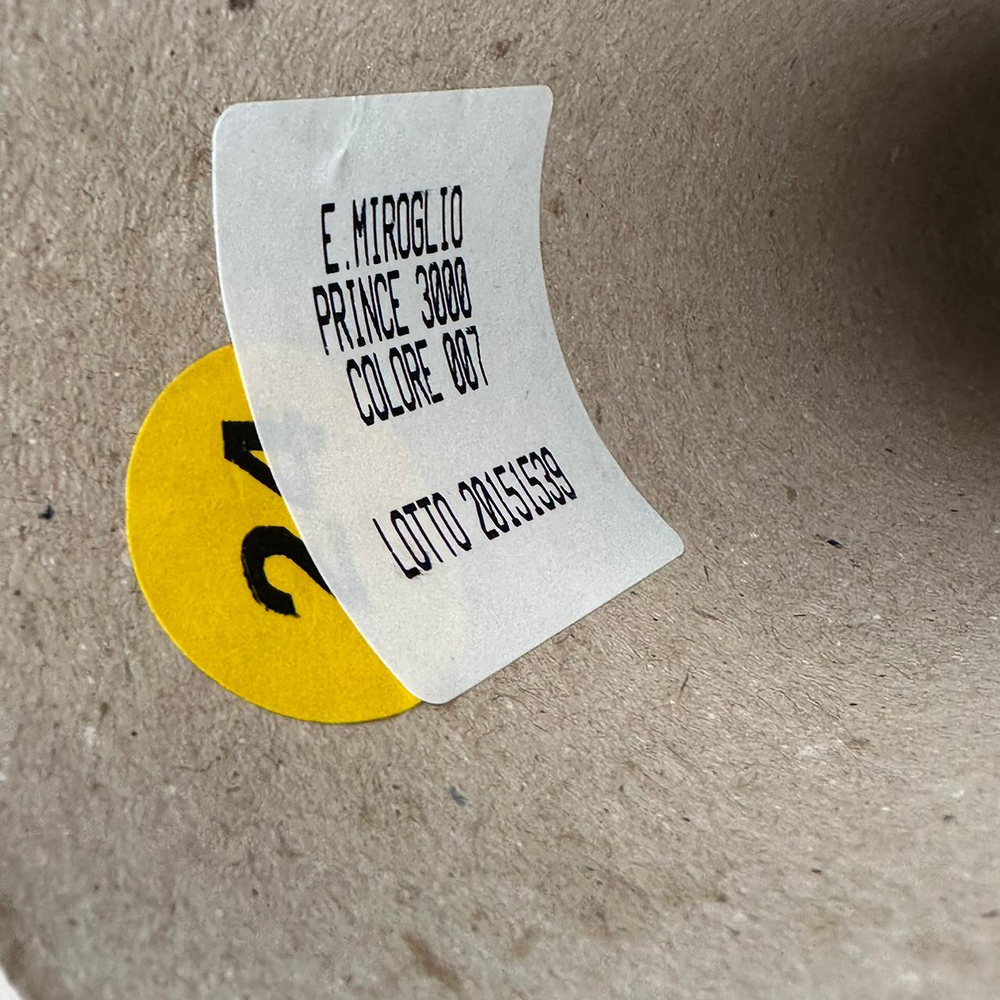 E.MIROGLIO
PRINCE 3000
COLORE 007
LOTTO 20151539